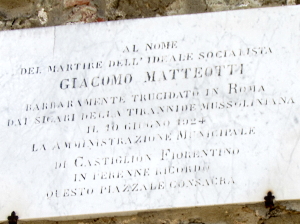 AL NOME
DEL MARTIRE DELL'IDEALE SOCIALISTA
GIACOMO MATTEOTTI
BARBARAMENTE TRUCIDATO IN ROMA
DAI SICARI DELLA TIRANNIDE MUSSOLINIANA
IL 10 GIUGNO 1924
LA AMMINISTRAZIONE MUNICIPALE
DI CASTIGLION FIORENTINO
IN PERENNE RICORDO
QUESTO PIAZZALE CONSACRA